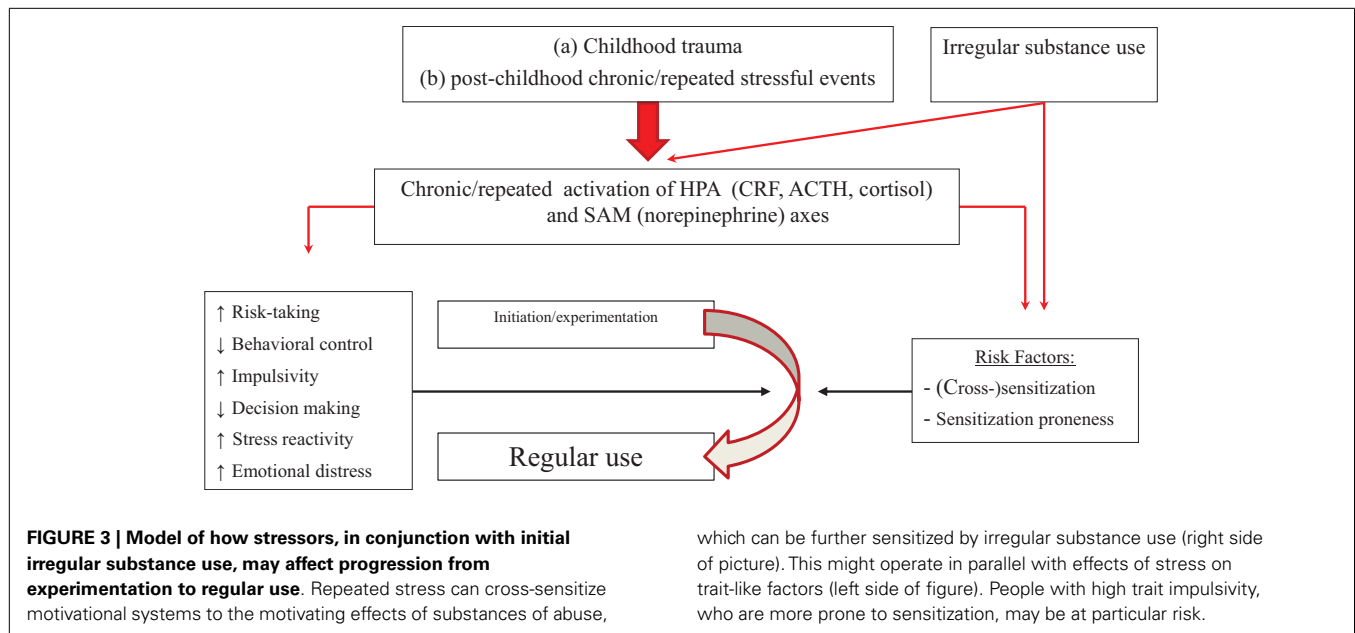 (a) Childhood trauma
(b) post-childhood chronic/repeated stressful events
Irregular substance use
Chronic/repeated activation of HPA (CRF, ACTH, cortisol)
and SAM (norepinephrine) axes
↑ Risk-taking
↓ Behavioral control
↑ Impulsivity
↓ Decision making
↑ Stress reactivity
↑ Emotional distress
Initiation/experimentation
Regular use
Risk Factors:
- (Cross-)sensitization
- Sensitization proneness
FIGURE 3 | Model of how stressors, in conjunction with initial
irregular substance use, may affect progression from
experimentation to regular use. Repeated stress can cross-sensitize
motivational systems to the motivating effects of substances of abuse,
which can be further sensitized by irregular substance use (right side
of picture). This might operate in parallel with effects of stress on
trait-like factors (left side of figure). People with high trait impulsivity,
who are more prone to sensitization, may be at particular risk.